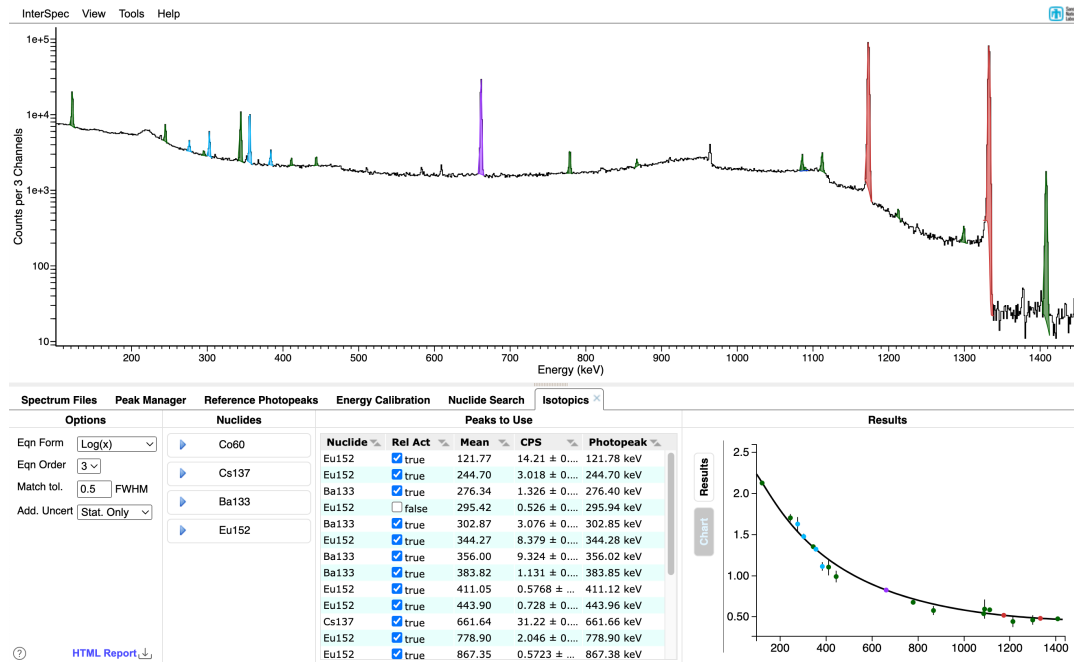 InterSpec View Tools Help
1e+5
1e+4
1e+3
100
10
Counts per 3 Channels
200 300 400 500 600 700 800 900 1000 1100 1200 1300 1400
Energy (keV)
Spectrum Files Peak Manager Reference Photopeaks Energy Calibration Nuclide Search Isotopics ×
Options Nuclides Peaks to Use Results
Eqn Form Log(x)
Eqn Order 3
Match tol. 0.5 FWHM
Add. Uncert Stat. Only
? HTML Report
Co60
Cs137
Ba133
Eu152
Nuclide Rel Act Mean CPS Photopeak
Eu152 true 121.77 14.21 ± 0.... 121.78 keV
Eu152 true 244.70 3.018 ± 0.... 244.70 keV
Ba133 true 276.34 1.326 ± 0.... 276.40 keV
Eu152 false 295.42 0.526 ± 0.... 295.94 keV
Ba133 true 302.87 3.076 ± 0.... 302.85 keV
Eu152 true 344.27 8.379 ± 0.... 344.28 keV
Ba133 true 356.00 9.324 ± 0.... 356.02 keV
Ba133 true 383.82 1.131 ± 0.... 383.85 keV
Eu152 true 411.05 0.5768 ± ... 411.12 keV
Eu152 true 443.90 0.728 ± 0.... 443.96 keV
Cs137 true 661.64 31.22 ± 0.... 661.66 keV
Eu152 true 778.90 2.046 ± 0.... 778.90 keV
Eu152 true 867.35 0.5723 ± ... 867.38 keV
Results
Chart
2.5
2.0
1.5
1.00
0.50
200 400 600 800 1000 1200 1400